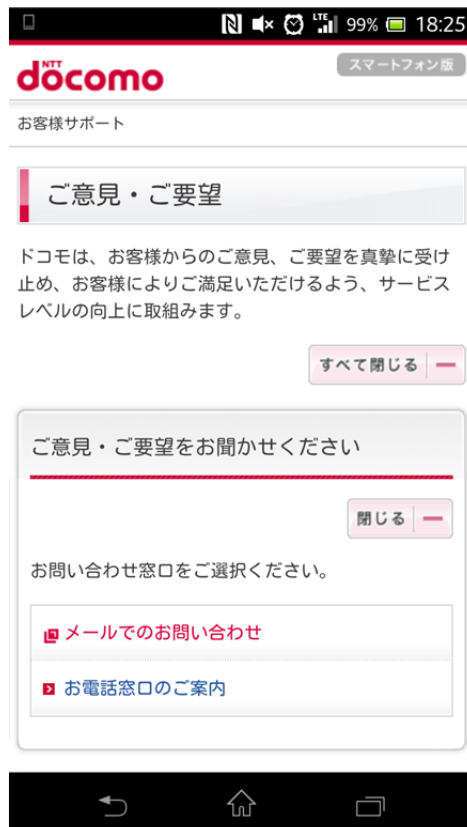 LTE 99% 18:25
NTT
döcomo
スマートフォン版
お客様サポート
ご意見・ご要望
ドコモは、お客様からのご意見、ご要望を真摯に受け
止め、お客様によりご満足いただけるよう、サービス
レベルの向上に取組みます。
すべて閉じる
ご意見・ご要望をお聞かせください
閉じる
お問い合わせ窓口をご選択ください。
メールでのお問い合わせ
お電話窓口のご案内